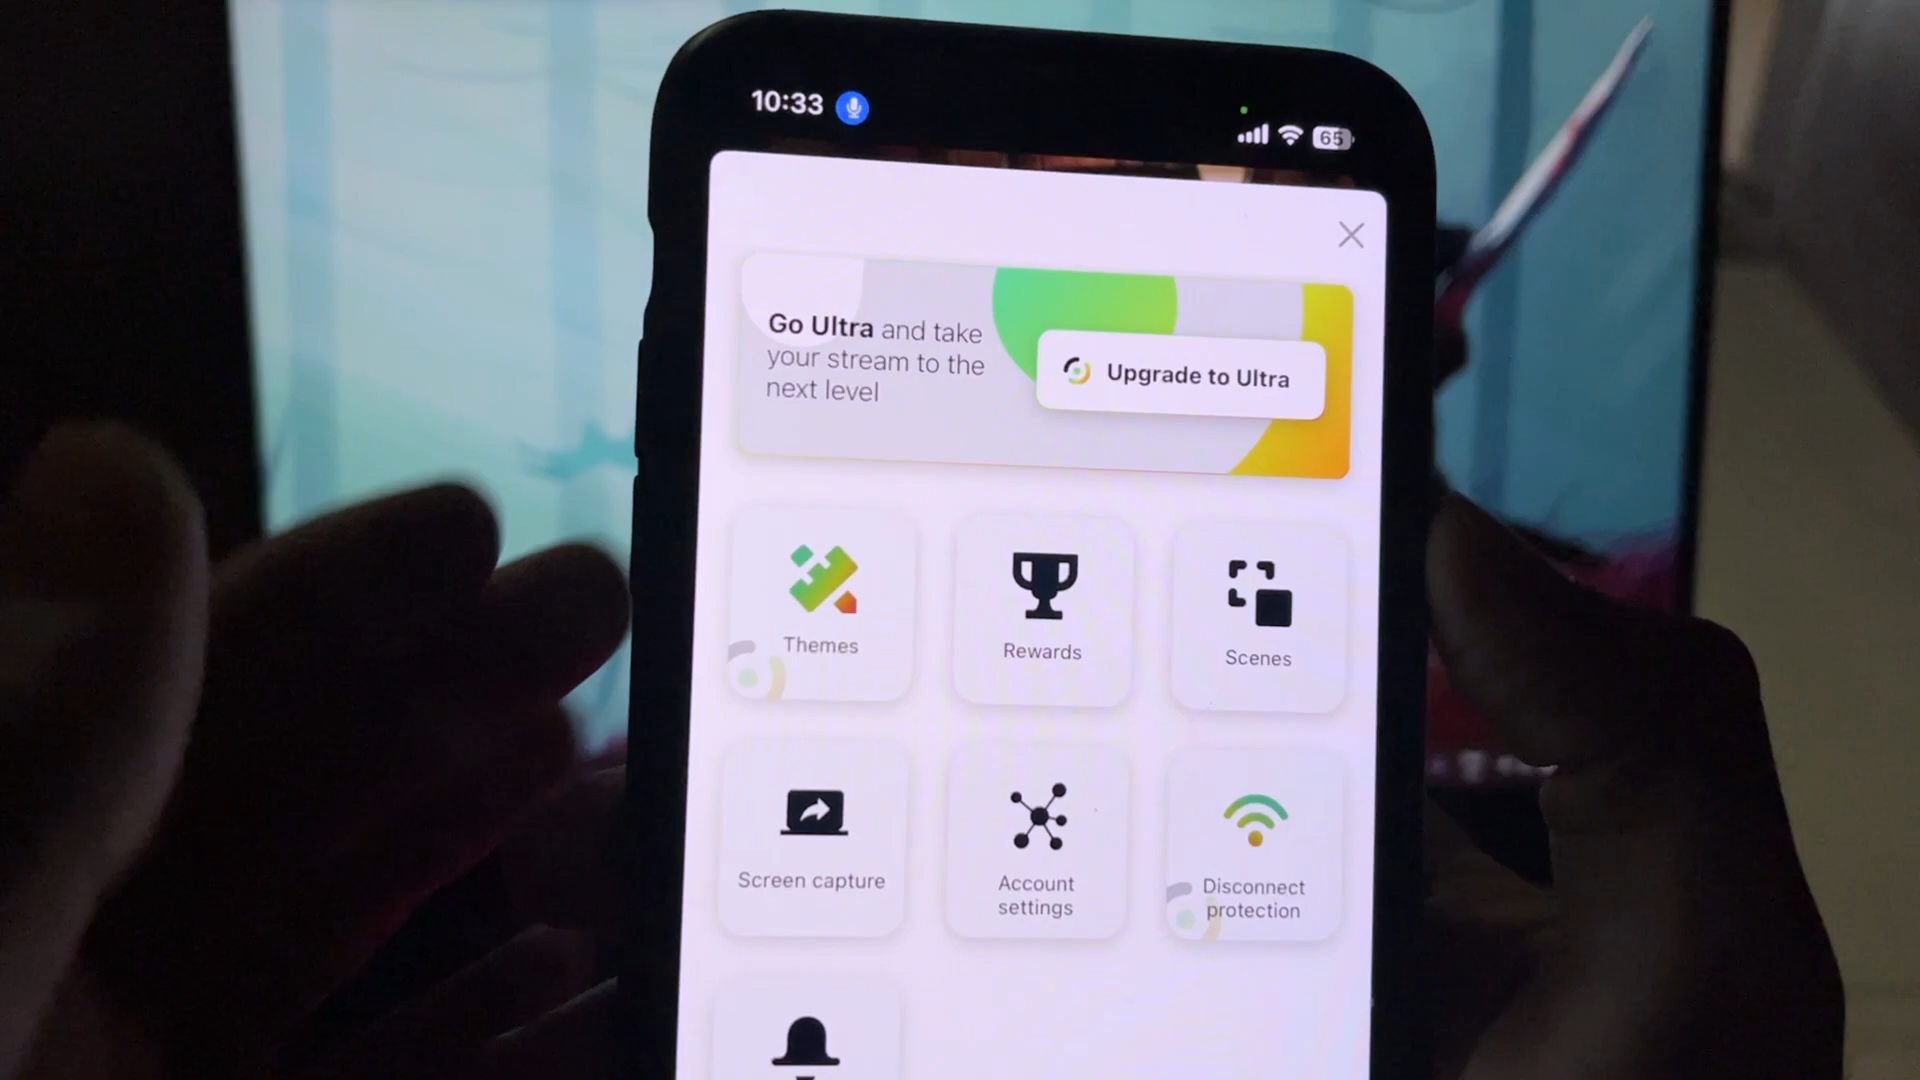 10:33
65
Go Ultra and take
your stream to the
next level
Upgrade to Ultra
Themes
Rewards
Scenes
Screen capture
Account
settings
Disconnect
protection